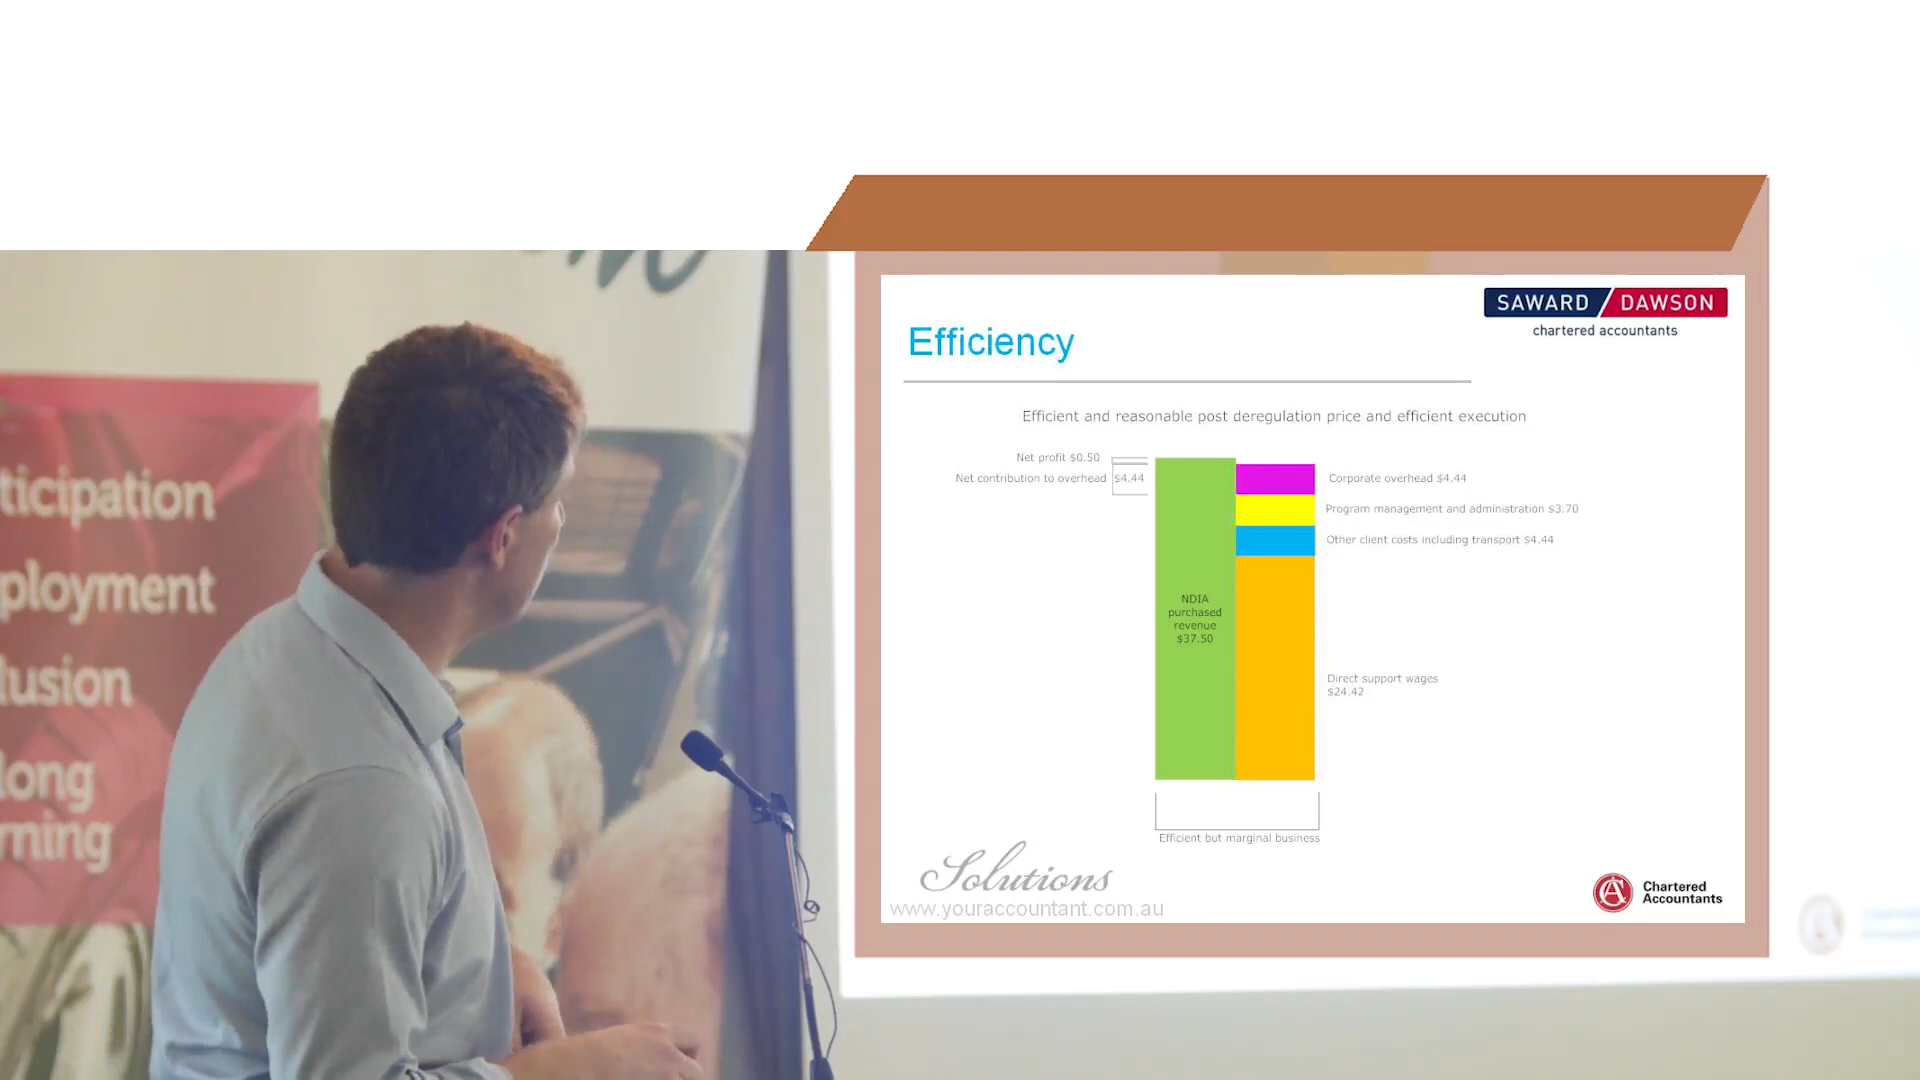 ticipation
ployment
lusion
long
rning
SAWARD / DAWSON
chartered accountants
Efficiency
Efficient and reasonable post deregulation price and efficient execution
Net profit $0.50
Net contribution to overhead $4.44
Corporate overhead $4.44
Program management and administration $3.70
Other client costs including transport $4.44
NDIA
purchased
revenue
$37.50
Direct support wages
$24.42
Efficient but marginal business
Solutions
www.youraccountant.com.au
CA
Chartered
Accountants